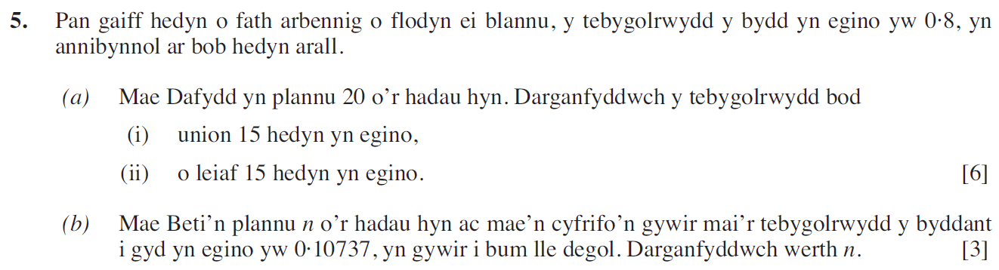 5. Pan gaiff hedyn o fath arbennig o flodyn ei blannu, y tebygolrwydd y bydd yn egino yw 0·8, yn
annibynnol ar bob hedyn arall.
(a) Mae Dafydd yn plannu 20 o’r hadau hyn. Darganfyddwch y tebygolrwydd bod
(i) union 15 hedyn yn egino,
(ii) o leiaf 15 hedyn yn egino. [6]
(b) Mae Beti’n plannu n o’r hadau hyn ac mae’n cyfrifo’n gywir mai’r tebygolrwydd y byddant
i gyd yn egino yw 0·10737, yn gywir i bum lle degol. Darganfyddwch werth n. [3]